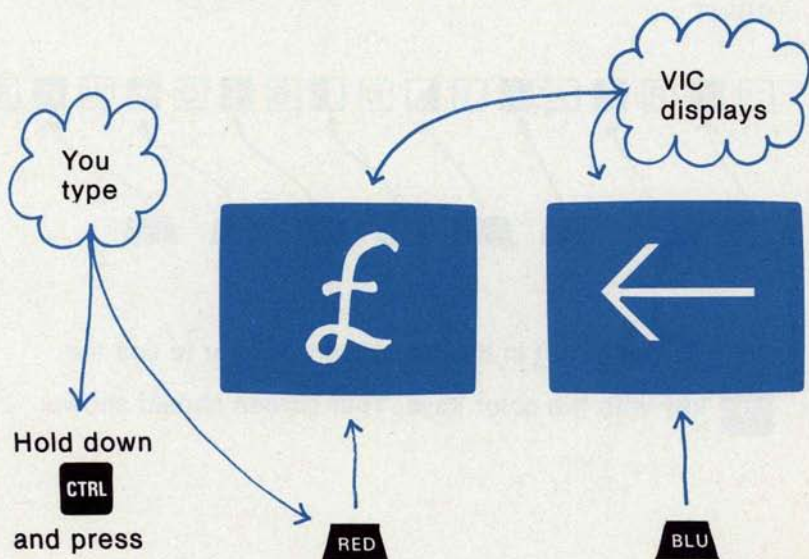 VIC
displays
You
type
£
←
Hold down
CTRL
and press
RED
BLU